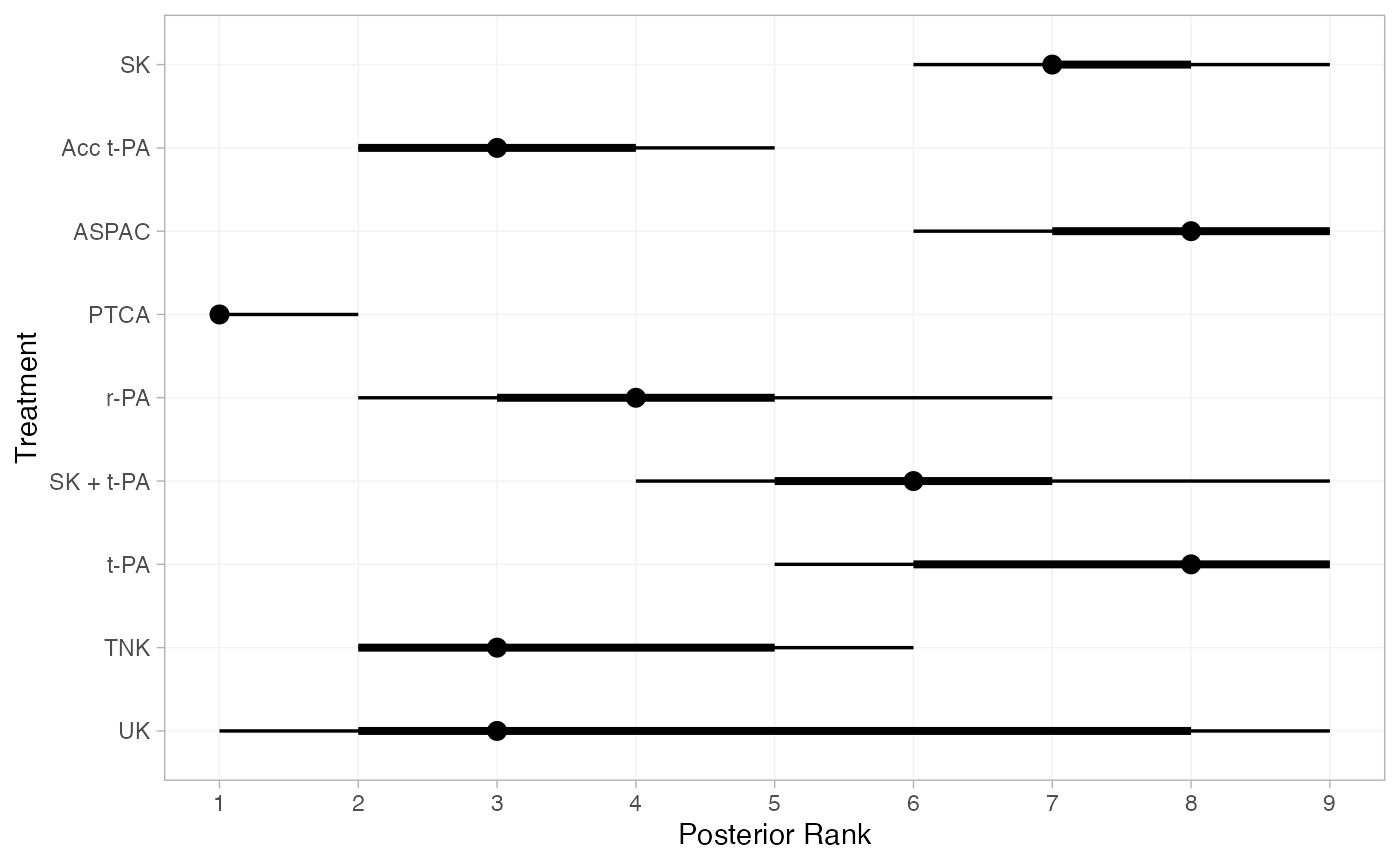 SK
Acc t-PA
ASPAC
PTCA
r-PA
SK + t-PA
t-PA
TNK
UK
Treatment
1 2 3 4 5 6 7 8 9
Posterior Rank